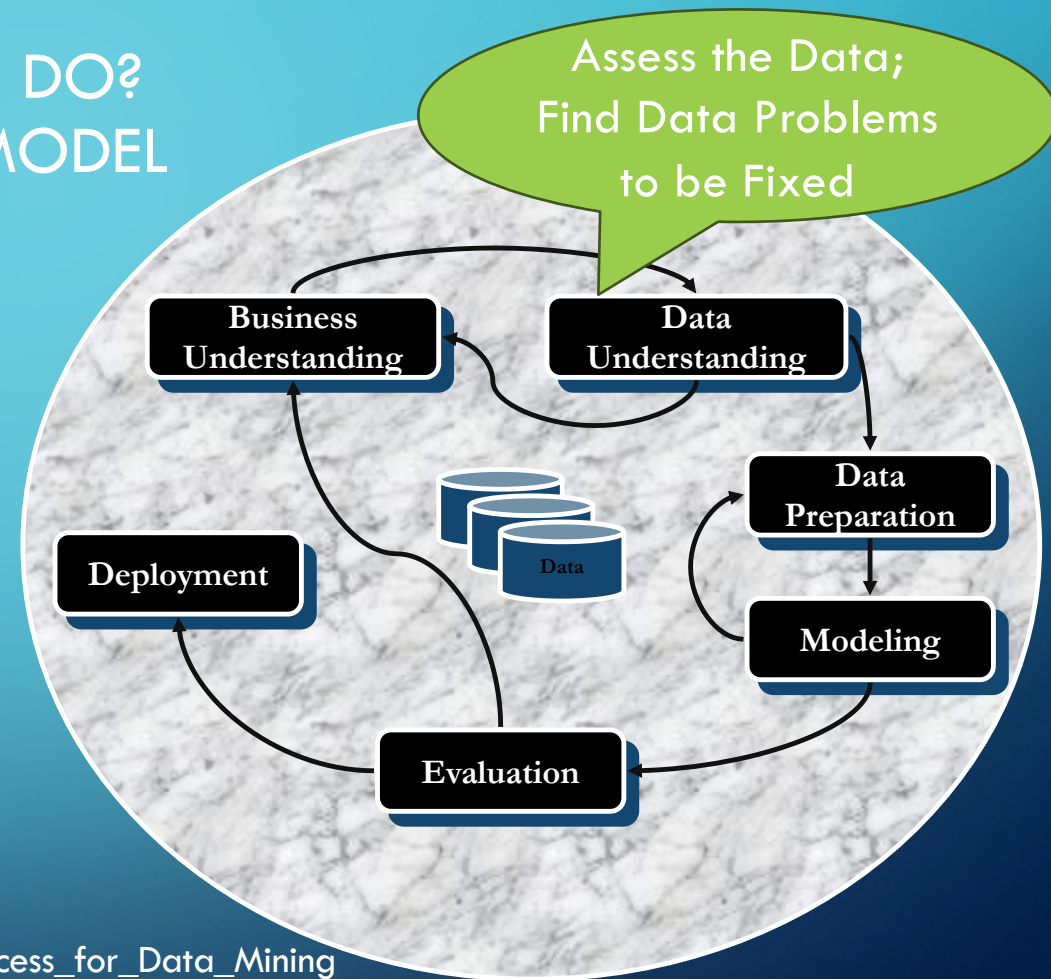 DO?
MODEL
Assess the Data;
Find Data Problems
to be Fixed
Business
Understanding
Data
Understanding
Data
Preparation
Data
Deployment
Modeling
Evaluation
cess_for_Data_Mining